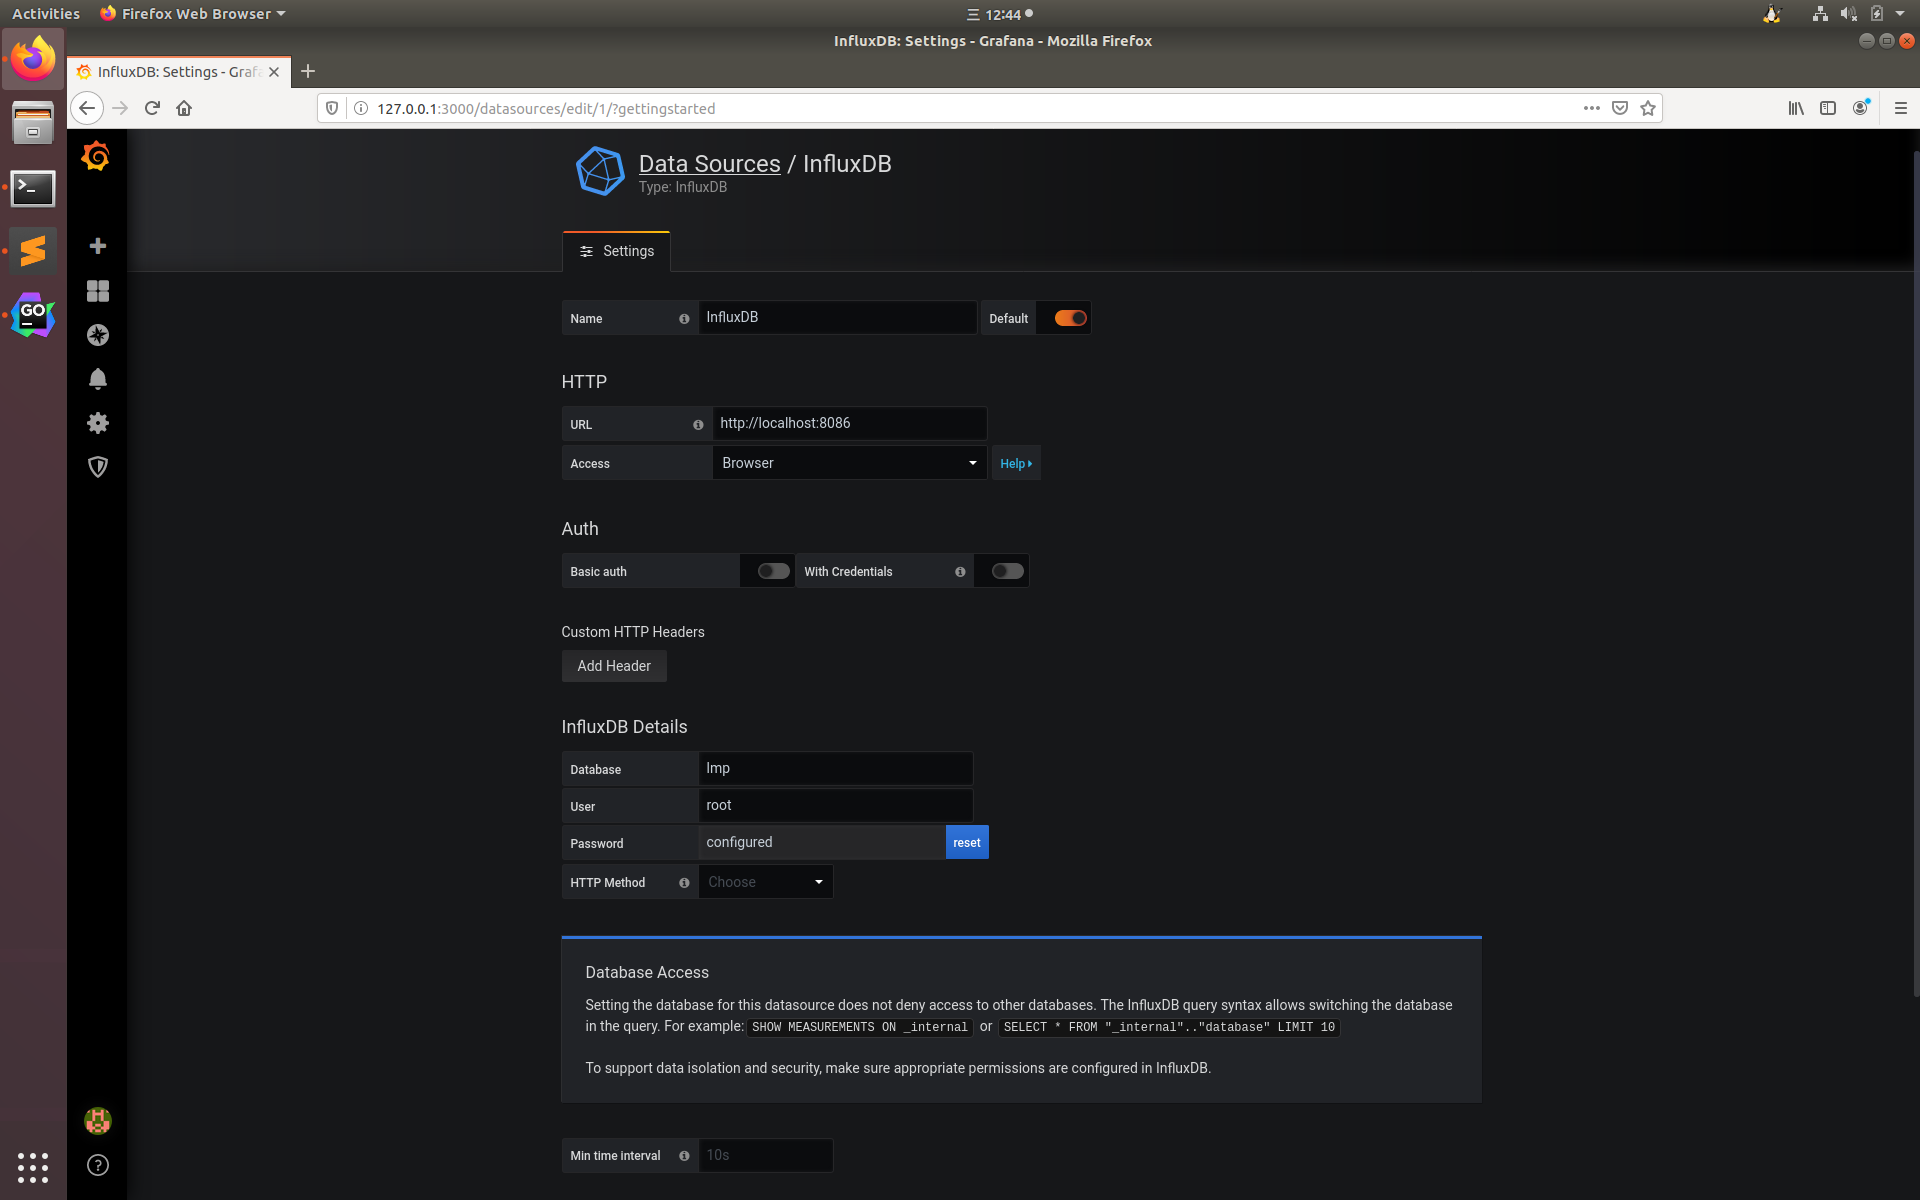 Activities Firefox Web Browser 12:44
InfluxDB: Settings - Grafana - Mozilla Firefox
InfluxDB: Settings - Grafa
127.0.0.1:3000/datasources/edit/1/?gettingstarted
Data Sources / InfluxDB
Type: InfluxDB
Settings
Name InfluxDB Default
HTTP
URL http://localhost:8086
Access Browser Help
Auth
Basic auth With Credentials
Custom HTTP Headers
Add Header
InfluxDB Details
Database lmp
User root
Password configured reset
HTTP Method Choose
Database Access
Setting the database for this datasource does not deny access to other databases. The InfluxDB query syntax allows switching the database
in the query. For example: SHOW MEASUREMENTS ON _internal or SELECT * FROM "_internal".."database" LIMIT 10
To support data isolation and security, make sure appropriate permissions are configured in InfluxDB.
Min time interval 10s
GO